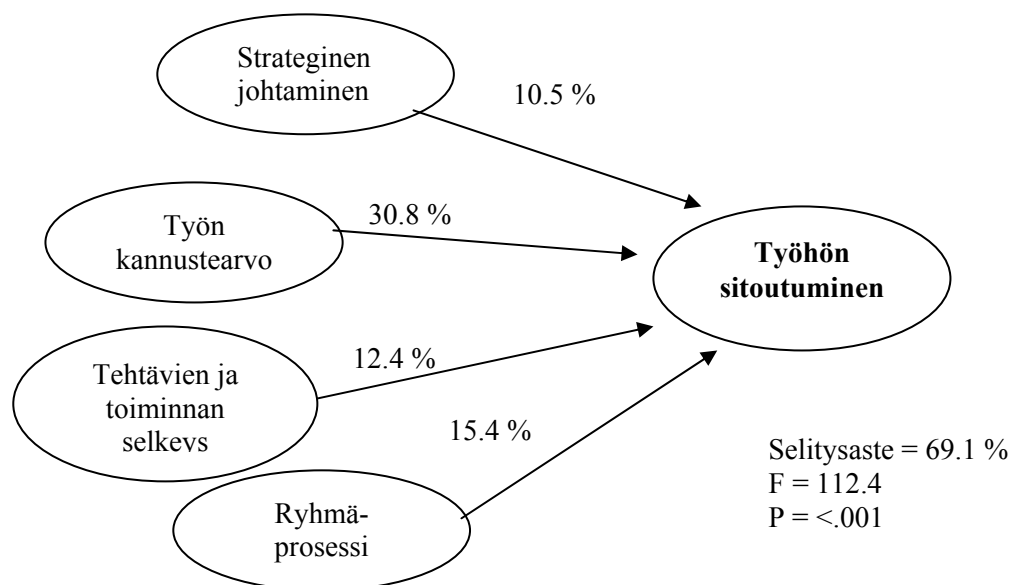 Strateginen
johtaminen
10.5 %
Työn
kannustearvo
30.8 %
Työhön
sitoutuminen
Tehtävien ja
toiminnan
selkevs
12.4 %
15.4 %
Ryhmä-
prosessi
Selitysaste = 69.1 %
F = 112.4
P = <.001